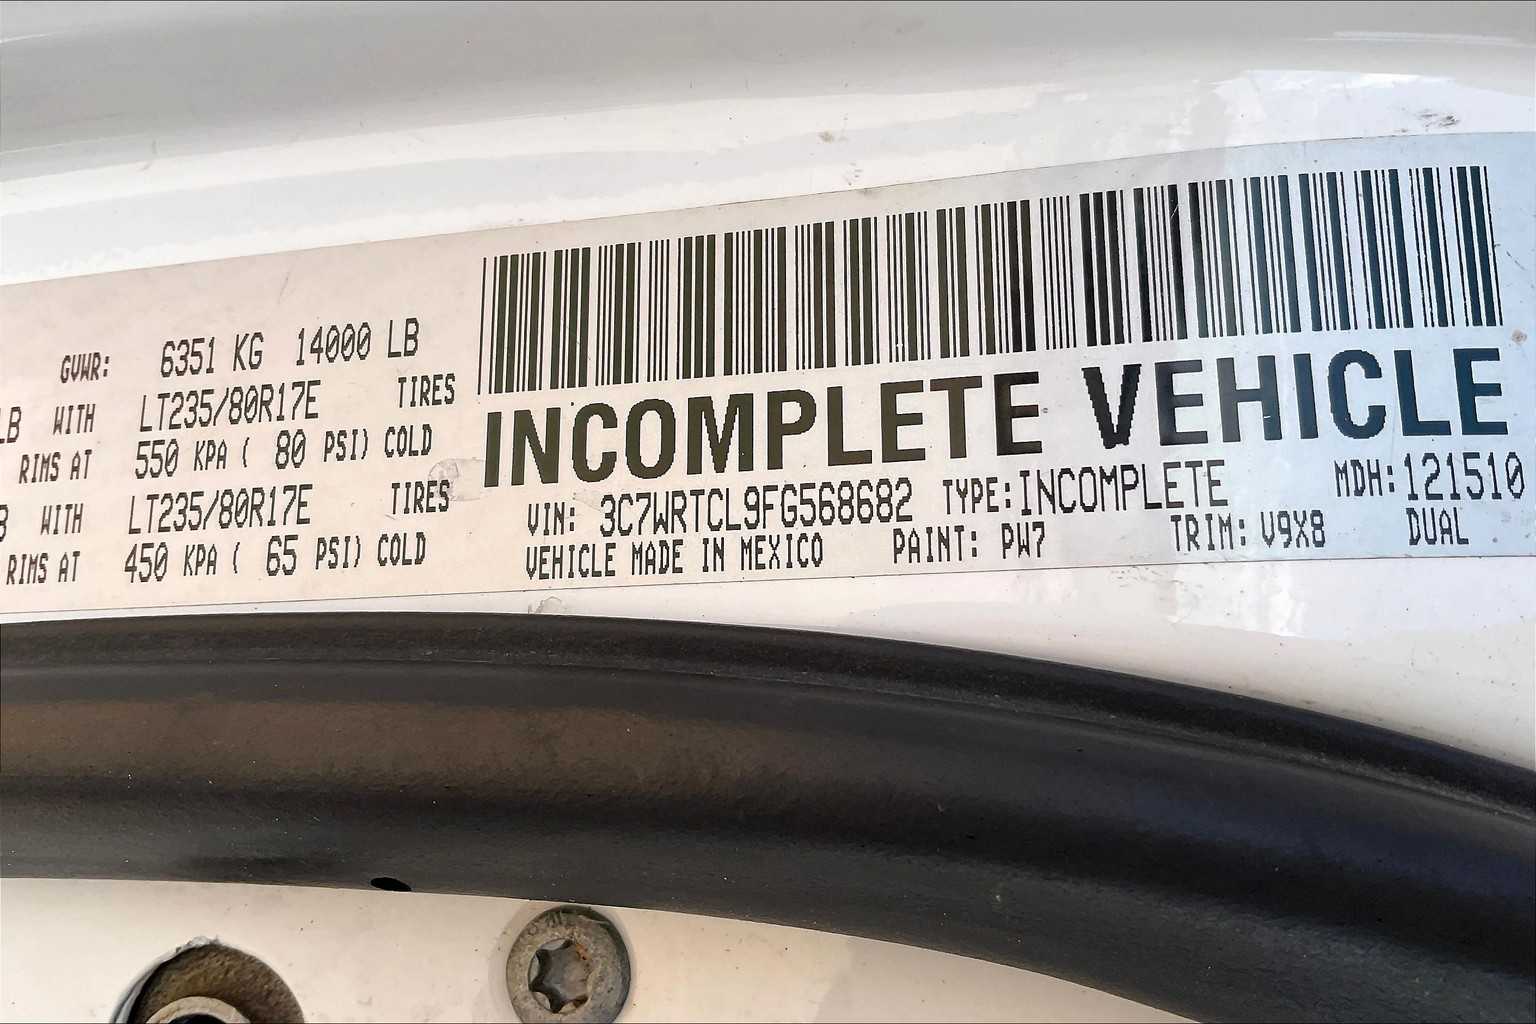 GVWR: 6351 KG 14000 LB
LB WITH LT235/80R17E TIRES
RIMS AT 550 KPA ( 80 PSI) COLD
WITH LT235/80R17E TIRES
RIMS AT 450 KPA ( 65 PSI) COLD
INCOMPLETE VEHICLE
VIN: 3C7WRTCL9FG568682 TYPE: INCOMPLETE MDH: 121510
VEHICLE MADE IN MEXICO PAINT: PW7 TRIM: V9X8 DUAL